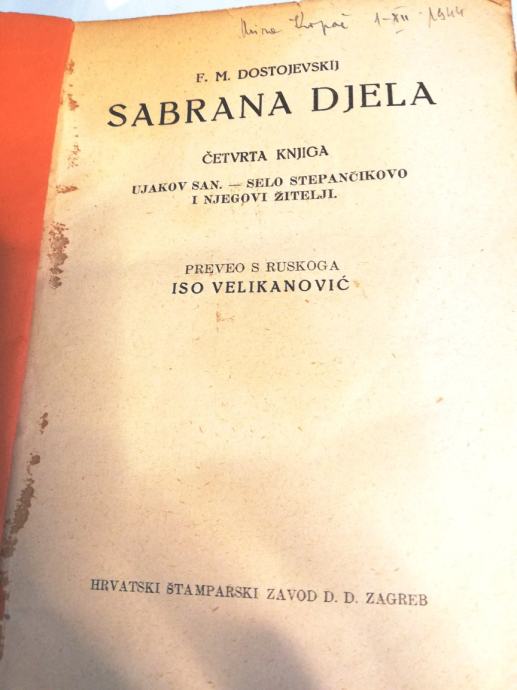 1-XII-1944
F. M. DOSTOJEVSKIJ
SABRANA DJELA
ČETVRTA KNJIGA
UJAKOV SAN. — SELO STEPANČIKOVO
I NJEGOVI ŽITELJI.
PREVEO S RUSKOGA
ISO VELIKANOVIĆ
HRVATSKI ŠTAMPARSKI ZAVOD D. D. ZAGREB